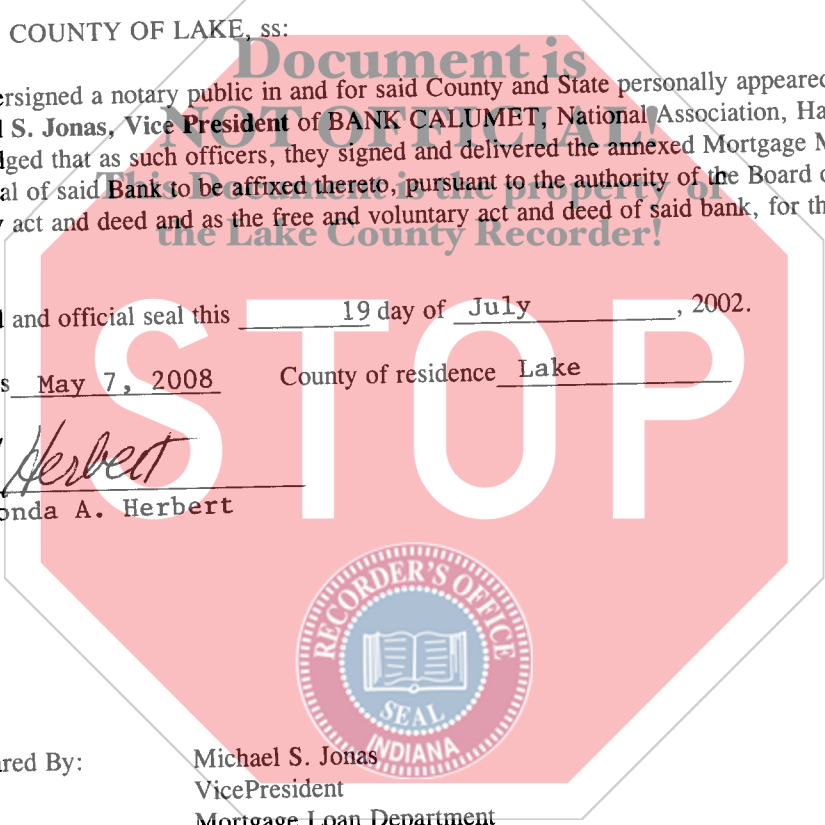 COUNTY OF LAKE, ss:
Document is
ersigned a notary public in and for said County and State personally appeared
S. Jonas, Vice President of BANK CALUMET, National Association, Ha
NOT OFFICIAL!
dged that as such officers, they signed and delivered the annexed Mortgage M
This Document is the property of
al of said Bank to be affixed thereto, pursuant to the authority of the Board o
y act and deed and as the free and voluntary act and deed of said bank, for th
the Lake County Recorder!
and official seal this 19 day of July, 2002.
STOP
s May 7, 2008 County of residence Lake
Herbert
onda A. Herbert
RECORDER'S OFFICE
SEAL
INDIANA
ared By: Michael S. Jonas
VicePresident
Mortgage Loan Department